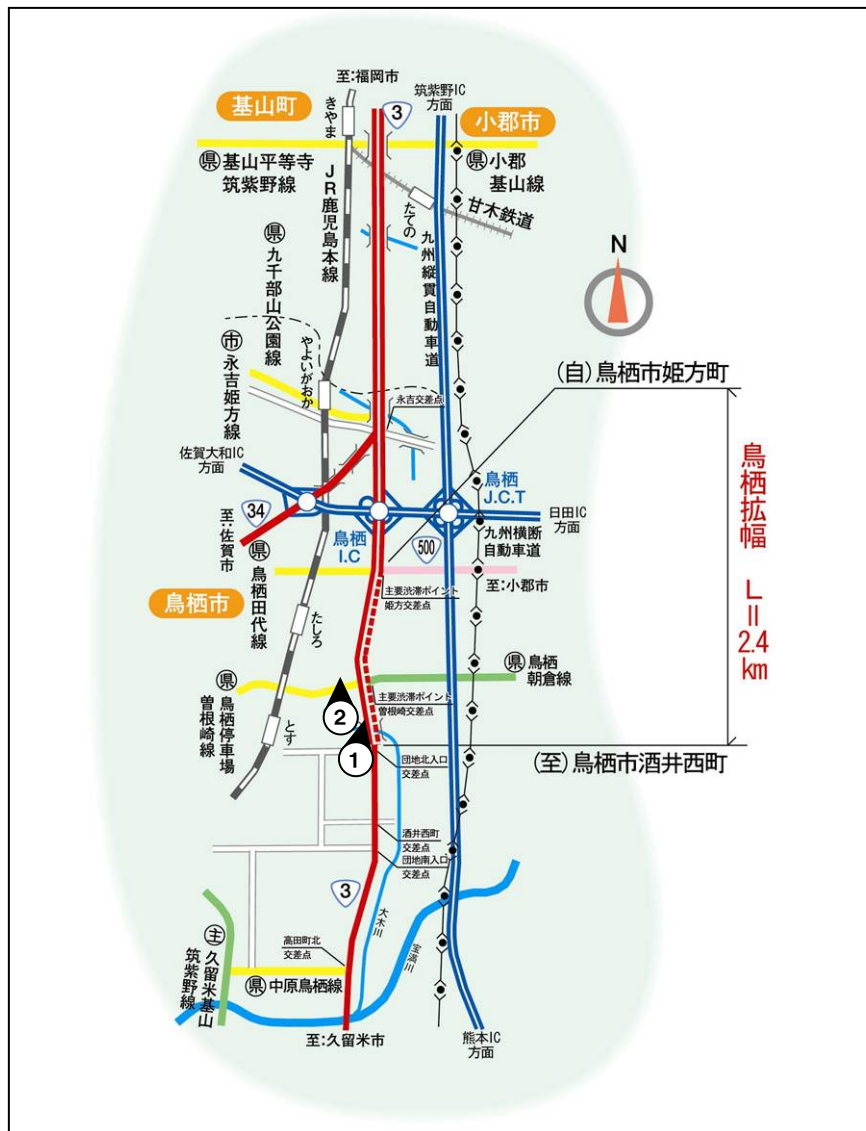 至:福岡市
筑紫野IC
方面
基山町
きやま
3
小郡市
㊩基山平等寺
筑紫野線
JR鹿児島本線
㊩小郡
基山線
甘木鉄道
たての
九州縦貫自動車道
N
㊩九千部山公園線
㊩永吉姫方線
やよいがおか
(自)鳥栖市姫方町
永吉交差点
佐賀大和IC
方面
鳥栖
J.C.T
34
至:佐賀市
鳥栖
I.C
500
日田IC
方面
九州横断
自動車道
鳥栖拡幅 L=2.4km
㊩鳥栖田代線
主要渋滞ポイント
姫方交差点
至:小郡市
鳥栖市
たしろ
㊩鳥栖
朝倉線
㊩鳥栖停車場
曽根崎線
主要渋滞ポイント
曽根崎交差点
2
とす
1
団地北入口
交差点
(至)鳥栖市酒井西町
酒井西町
交差点
団地南入口
交差点
3
大木川
宝満川
高田町北
交差点
主久留米基山
筑紫野線
㊩中原鳥栖線
至:久留米市
熊本IC
方面